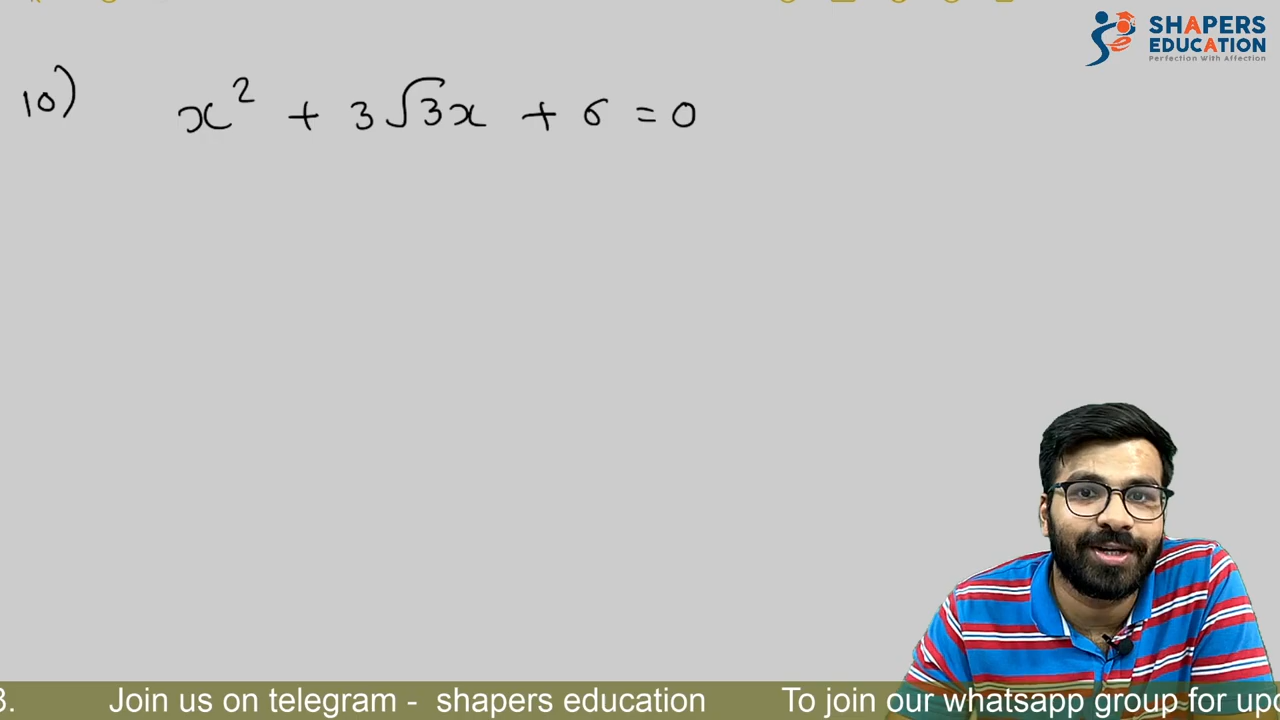 SHAPERS
EDUCATION
Perfection With Affection
10) x² + 3√3x + 6 = 0
3. Join us on telegram - shapers education To join our whatsapp group for